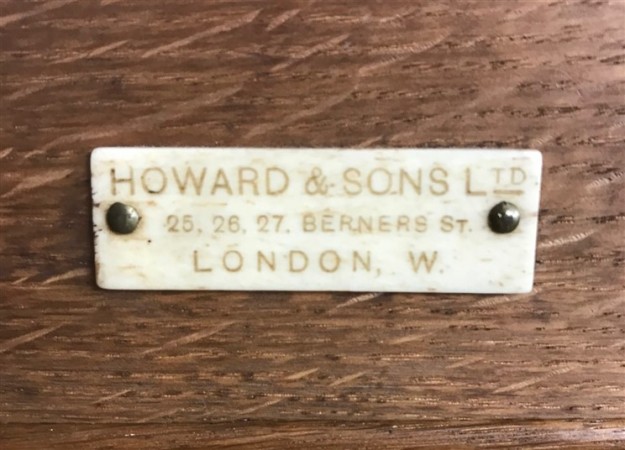 HOWARD & SONS LTD
25, 26, 27, BERNERS ST.
LONDON, W.